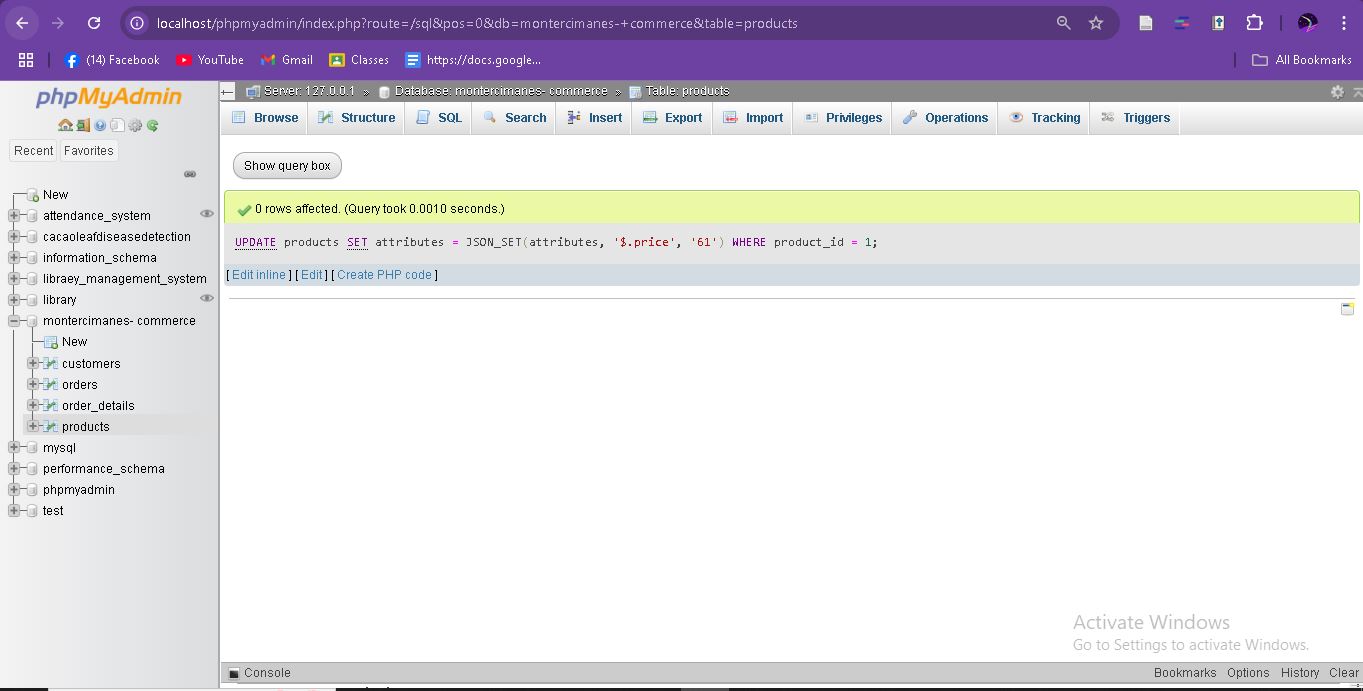 localhost/phpmyadmin/index.php?route=/sql&pos=0&db=montercimanes-+commerce&table=products
(14) Facebook YouTube Gmail Classes https://docs.google... All Bookmarks
phpMyAdmin
Recent Favorites
New
attendance_system
cacaoleafdiseasedetection
information_schema
libraey_management_system
library
montercimanes- commerce
New
customers
orders
order_details
products
mysql
performance_schema
phpmyadmin
test
Server: 127.0.0.1 » Database: montercimanes- commerce » Table: products
Browse Structure SQL Search Insert Export Import Privileges Operations Tracking Triggers
Show query box
0 rows affected. (Query took 0.0010 seconds.)
UPDATE products SET attributes = JSON_SET(attributes, '$.price', '61') WHERE product_id = 1;
[ Edit inline ] [ Edit ] [ Create PHP code ]
Activate Windows
Go to Settings to activate Windows.
Console Bookmarks Options History Clear